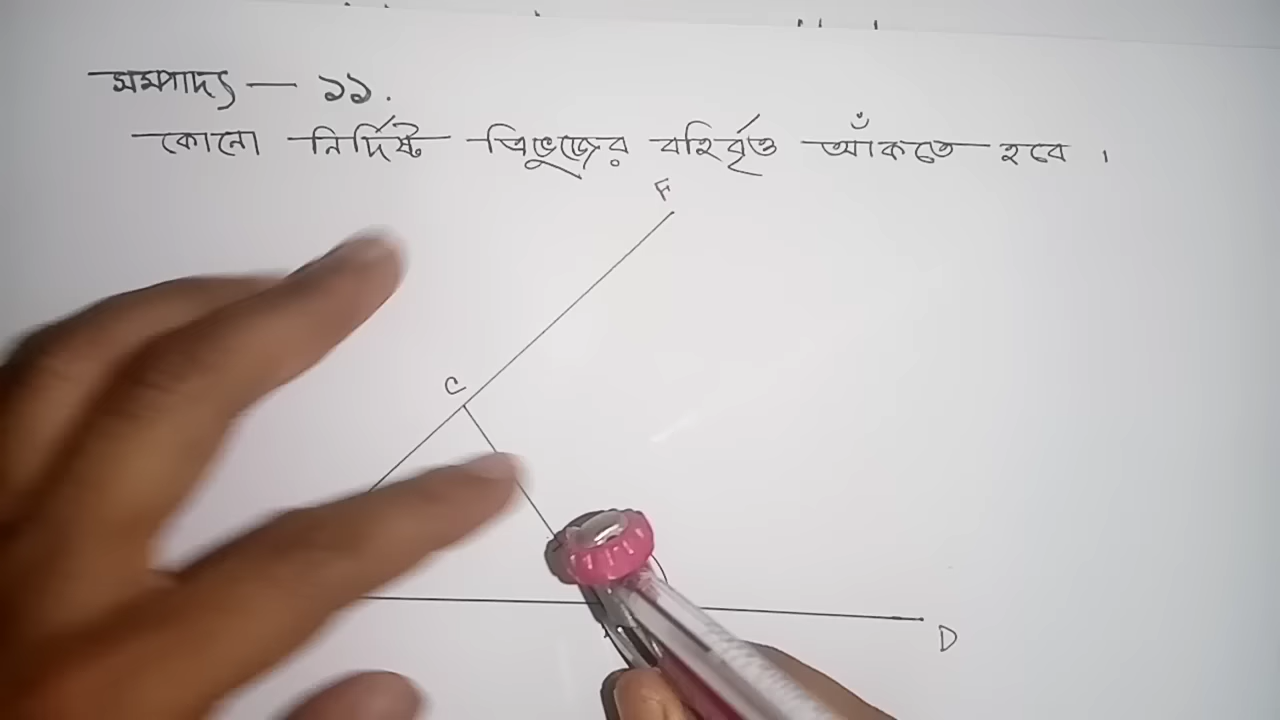 সম্পাদ্য — ১১.
কোনো নির্দিষ্ট ত্রিভুজের বহির্বৃত্ত আঁকতে হবে ।
F
C
D